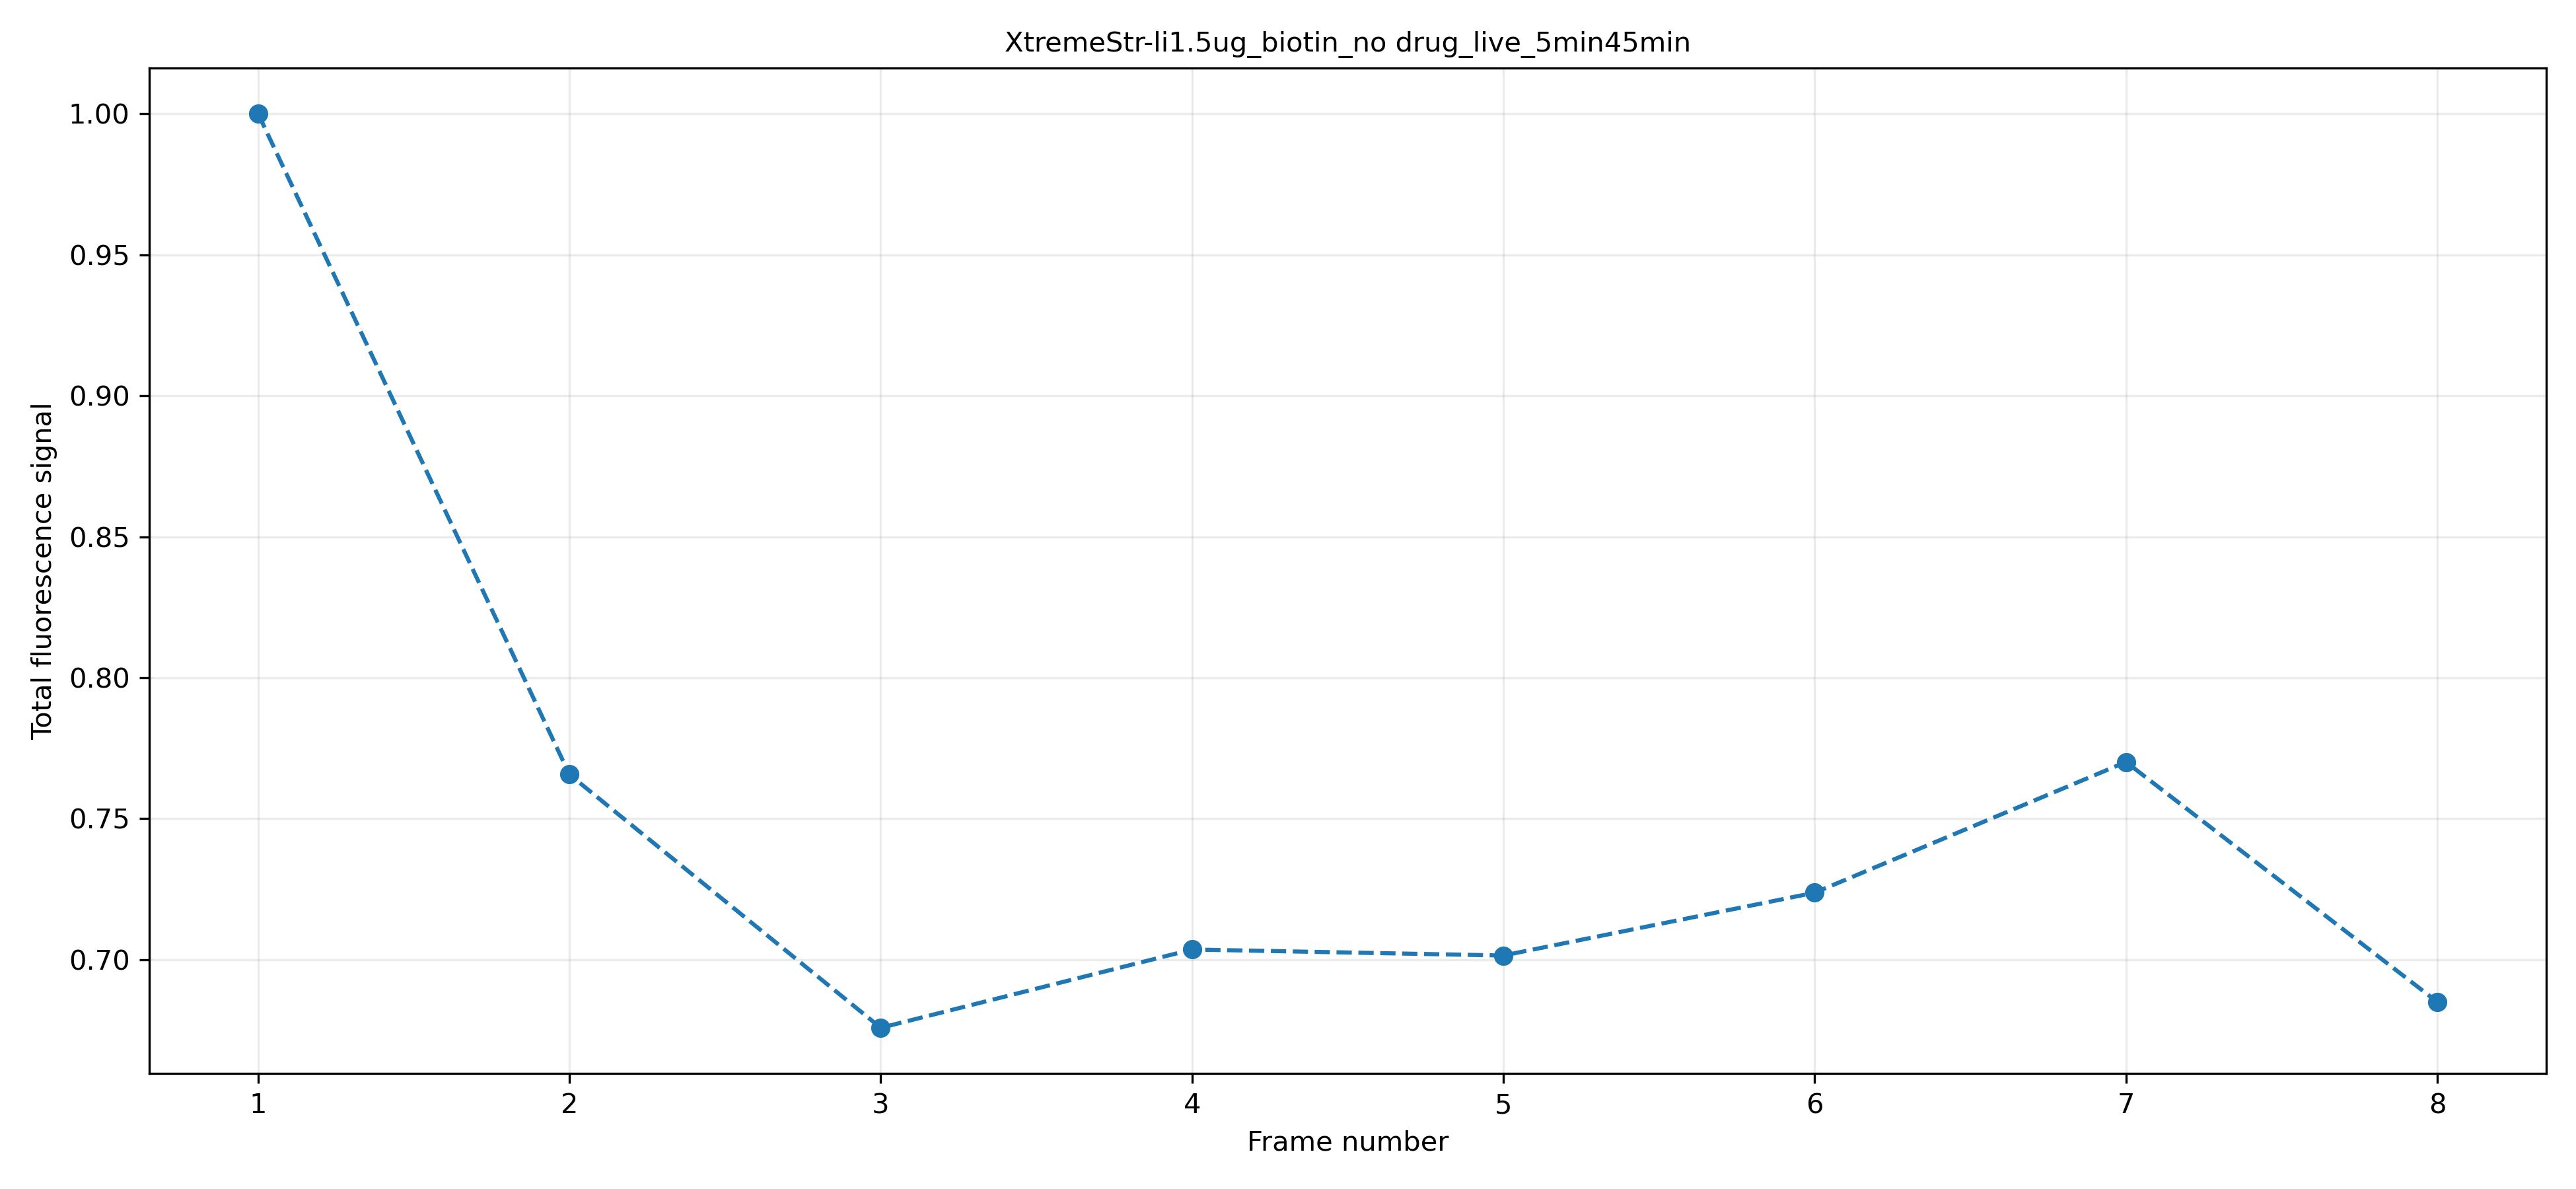 XtremeStr-li1.5ug_biotin_no drug_live_5min45min
Total fluorescence signal
1.00
0.95
0.90
0.85
0.80
0.75
0.70
1 2 3 4 5 6 7 8
Frame number